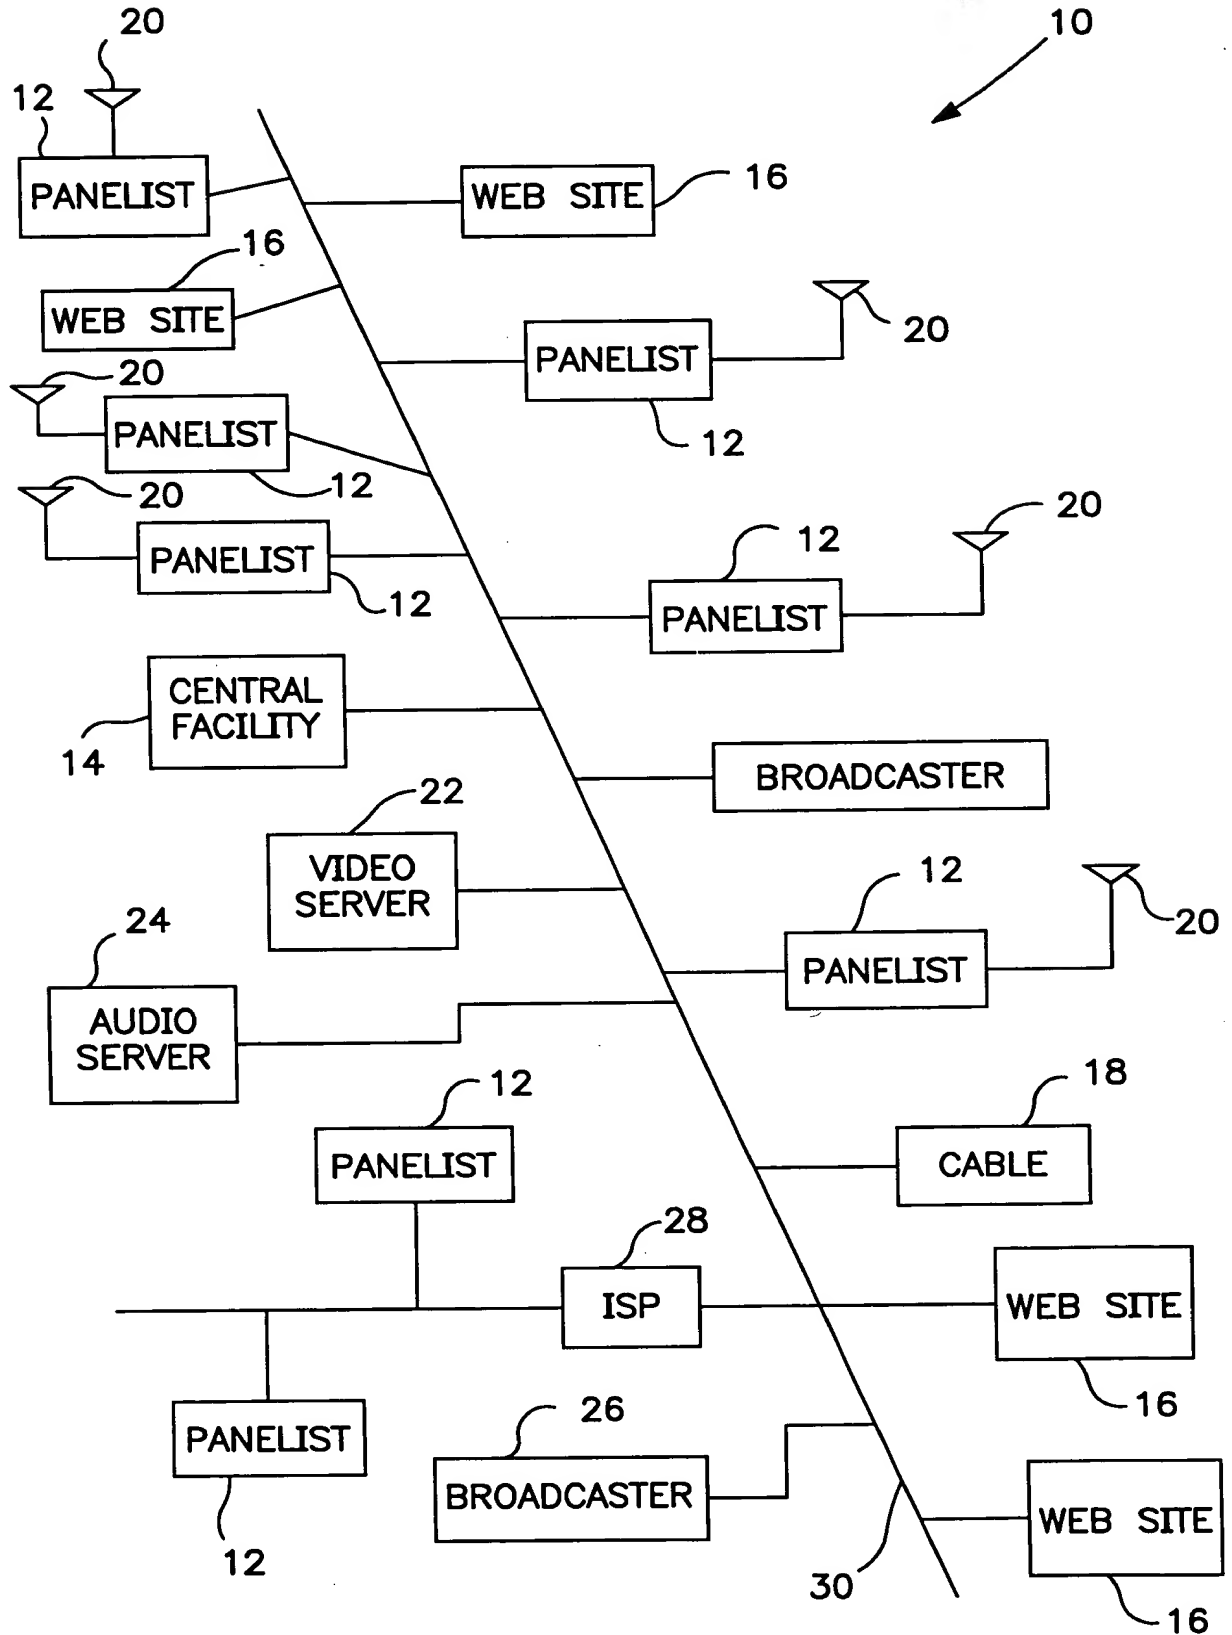 20
10
12
PANELIST
WEB SITE
16
16
WEB SITE
20
PANELIST
12
20
PANELIST
12
20
PANELIST
12
12
20
PANELIST
CENTRAL
FACILITY
14
BROADCASTER
22
VIDEO
SERVER
12
20
PANELIST
24
AUDIO
SERVER
12
PANELIST
18
CABLE
28
ISP
WEB SITE
16
PANELIST
12
26
BROADCASTER
30
WEB SITE
16